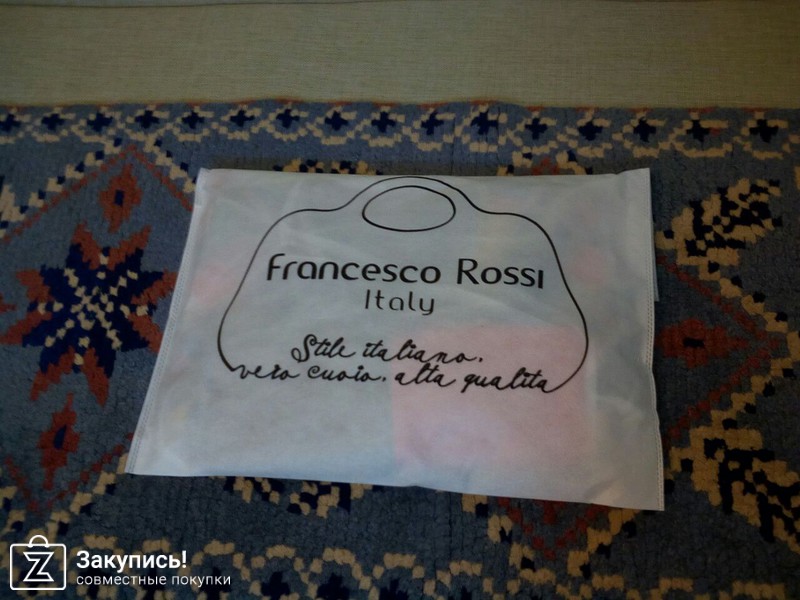 Francesco Rossi
Italy
Stile italiano,
vero cuoio, alta qualita
Закупись!
совместные покупки